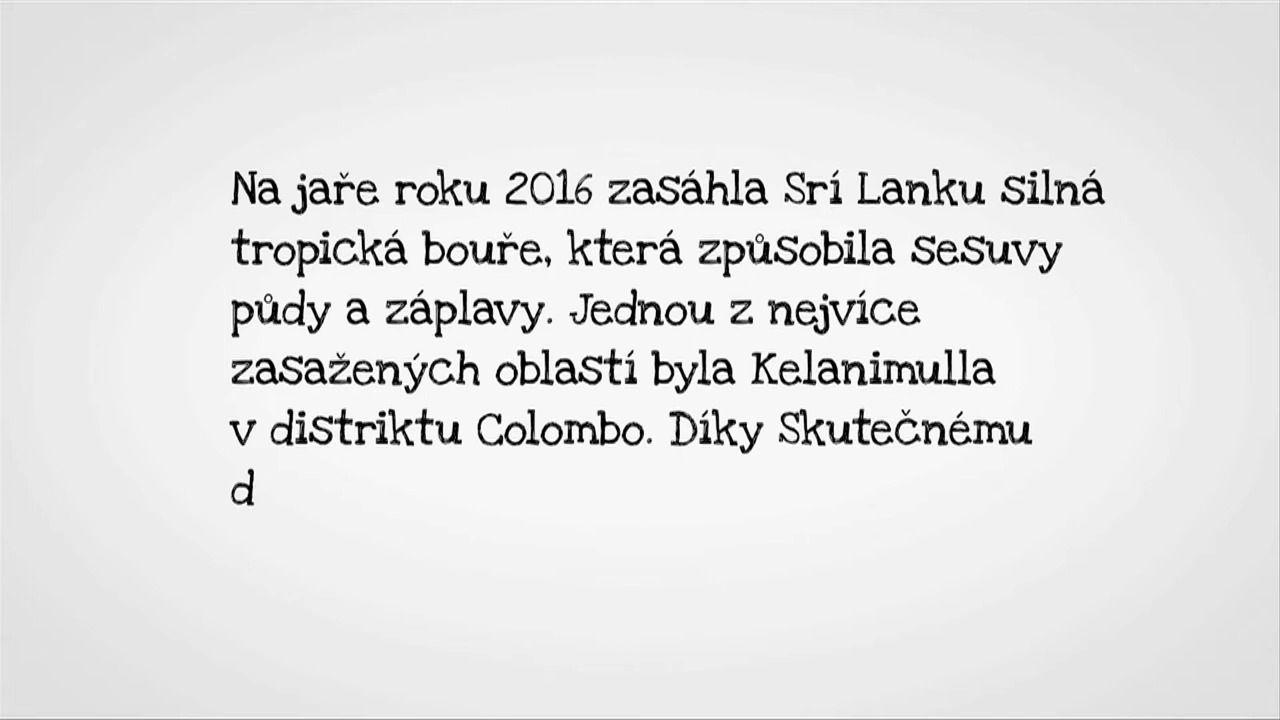 Na jaře roku 2016 zasáhla Srí Lanku silná
tropická bouře, která způsobila sesuvy
půdy a záplavy. Jednou z nejvíce
zasažených oblastí byla Kelanimulla
v distriktu Colombo. Díky Skutečnému
d